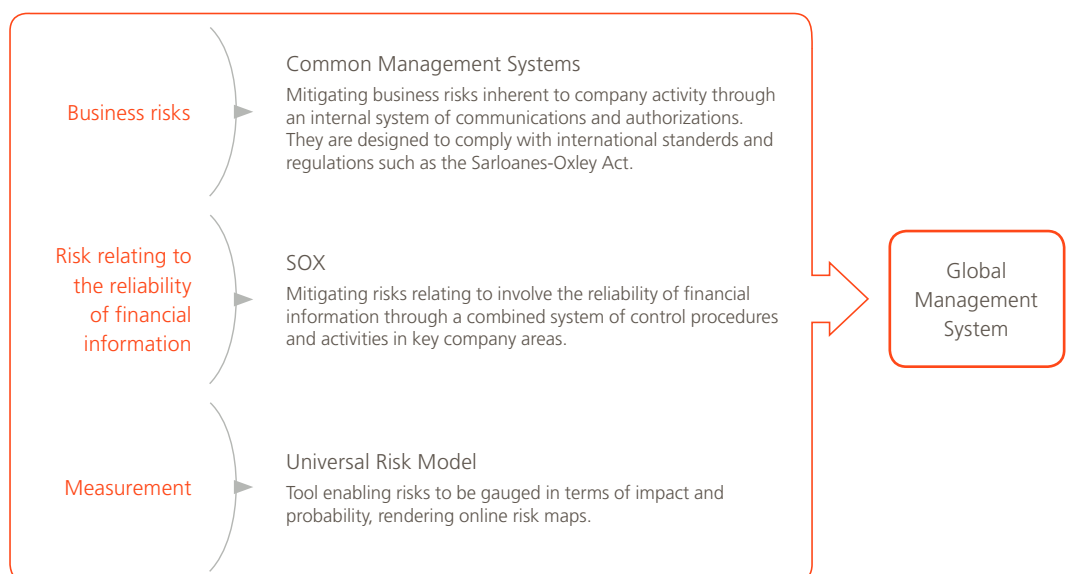 Business risks
Common Management Systems
Mitigating business risks inherent to company activity through
an internal system of communications and authorizations.
They are designed to comply with international standerds and
regulations such as the Sarloanes-Oxley Act.
Risk relating to
the reliability
of financial
information
SOX
Mitigating risks relating to involve the reliability of financial
information through a combined system of control procedures
and activities in key company areas.
Measurement
Universal Risk Model
Tool enabling risks to be gauged in terms of impact and
probability, rendering online risk maps.
Global
Management
System